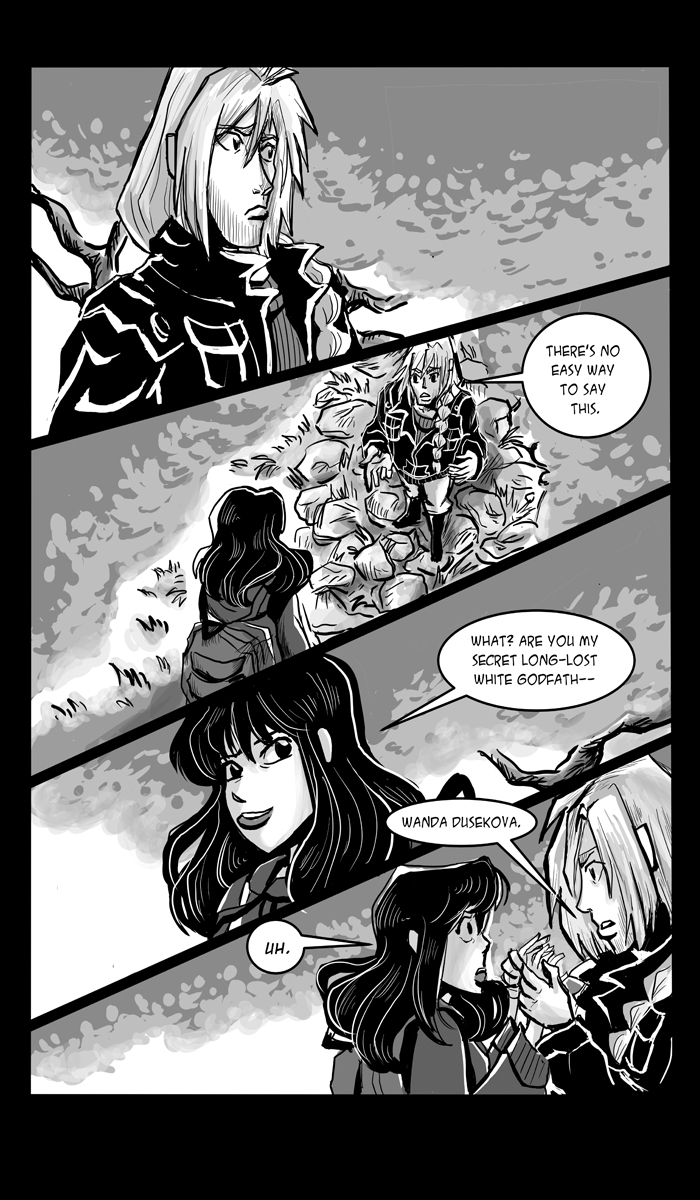 THERE'S NO
EASY WAY
TO SAY
THIS.
WHAT? ARE YOU MY
SECRET LONG-LOST
WHITE GODFATH--
WANDA DUSEKOVA.
UH.